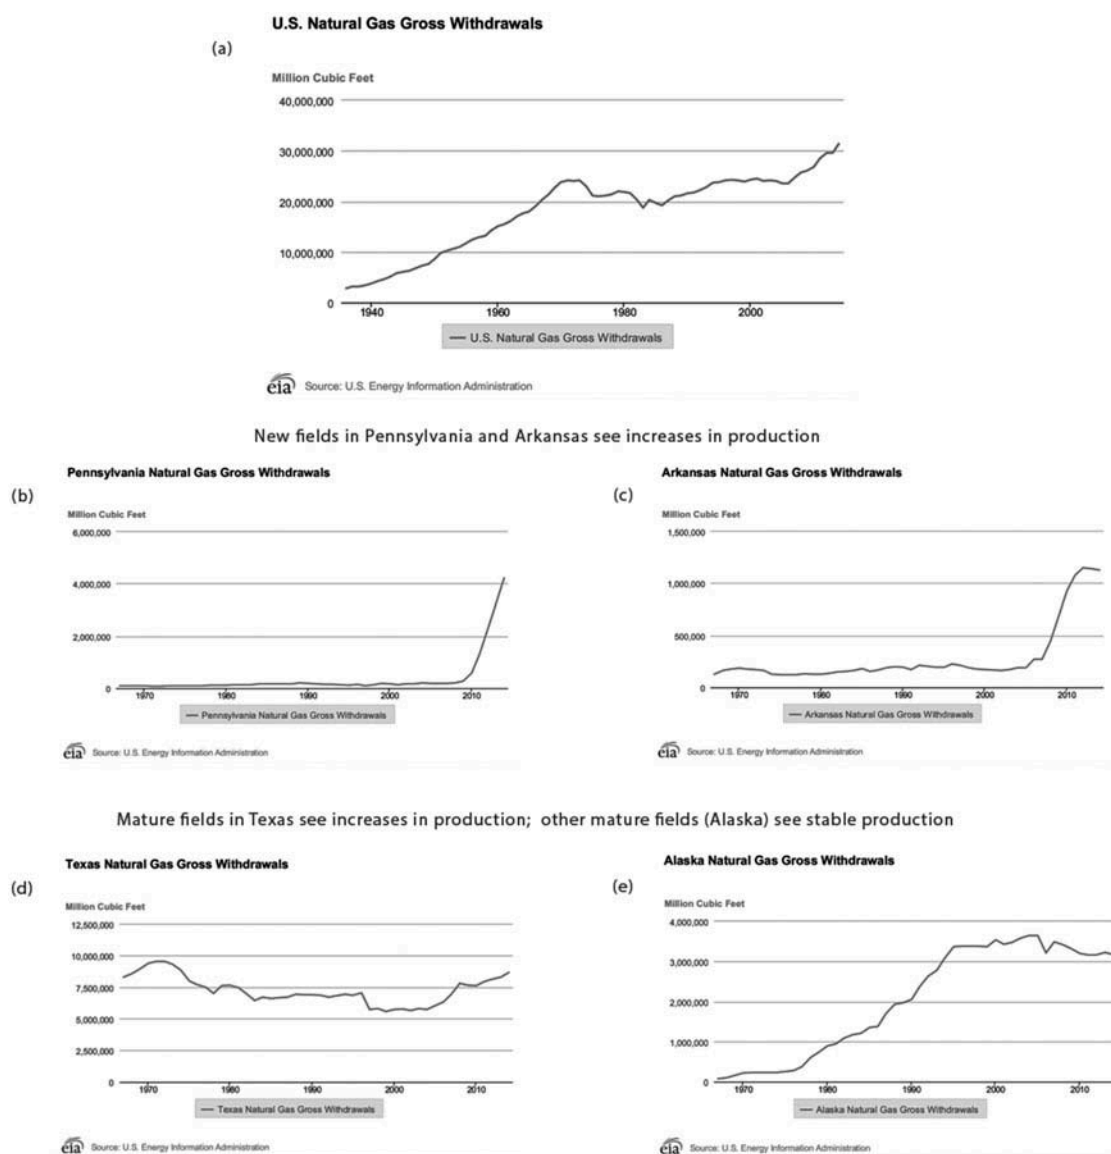 U.S. Natural Gas Gross Withdrawals
(a)
Million Cubic Feet
40,000,000
30,000,000
20,000,000
10,000,000
0
1940 1960 1980 2000
U.S. Natural Gas Gross Withdrawals
eia Source: U.S. Energy Information Administration
New fields in Pennsylvania and Arkansas see increases in production
Pennsylvania Natural Gas Gross Withdrawals
(b)
Million Cubic Feet
6,000,000
4,000,000
2,000,000
0
1970 1980 1990 2000 2010
Pennsylvania Natural Gas Gross Withdrawals
eia Source: U.S. Energy Information Administration
Arkansas Natural Gas Gross Withdrawals
(c)
Million Cubic Feet
1,500,000
1,000,000
500,000
0
1970 1980 1990 2000 2010
Arkansas Natural Gas Gross Withdrawals
eia Source: U.S. Energy Information Administration
Mature fields in Texas see increases in production; other mature fields (Alaska) see stable production
Texas Natural Gas Gross Withdrawals
(d)
Million Cubic Feet
12,500,000
10,000,000
7,500,000
5,000,000
2,500,000
0
1970 1980 1990 2000 2010
Texas Natural Gas Gross Withdrawals
eia Source: U.S. Energy Information Administration
Alaska Natural Gas Gross Withdrawals
(e)
Million Cubic Feet
4,000,000
3,000,000
2,000,000
1,000,000
0
1970 1980 1990 2000 2010
Alaska Natural Gas Gross Withdrawals
eia Source: U.S. Energy Information Administration